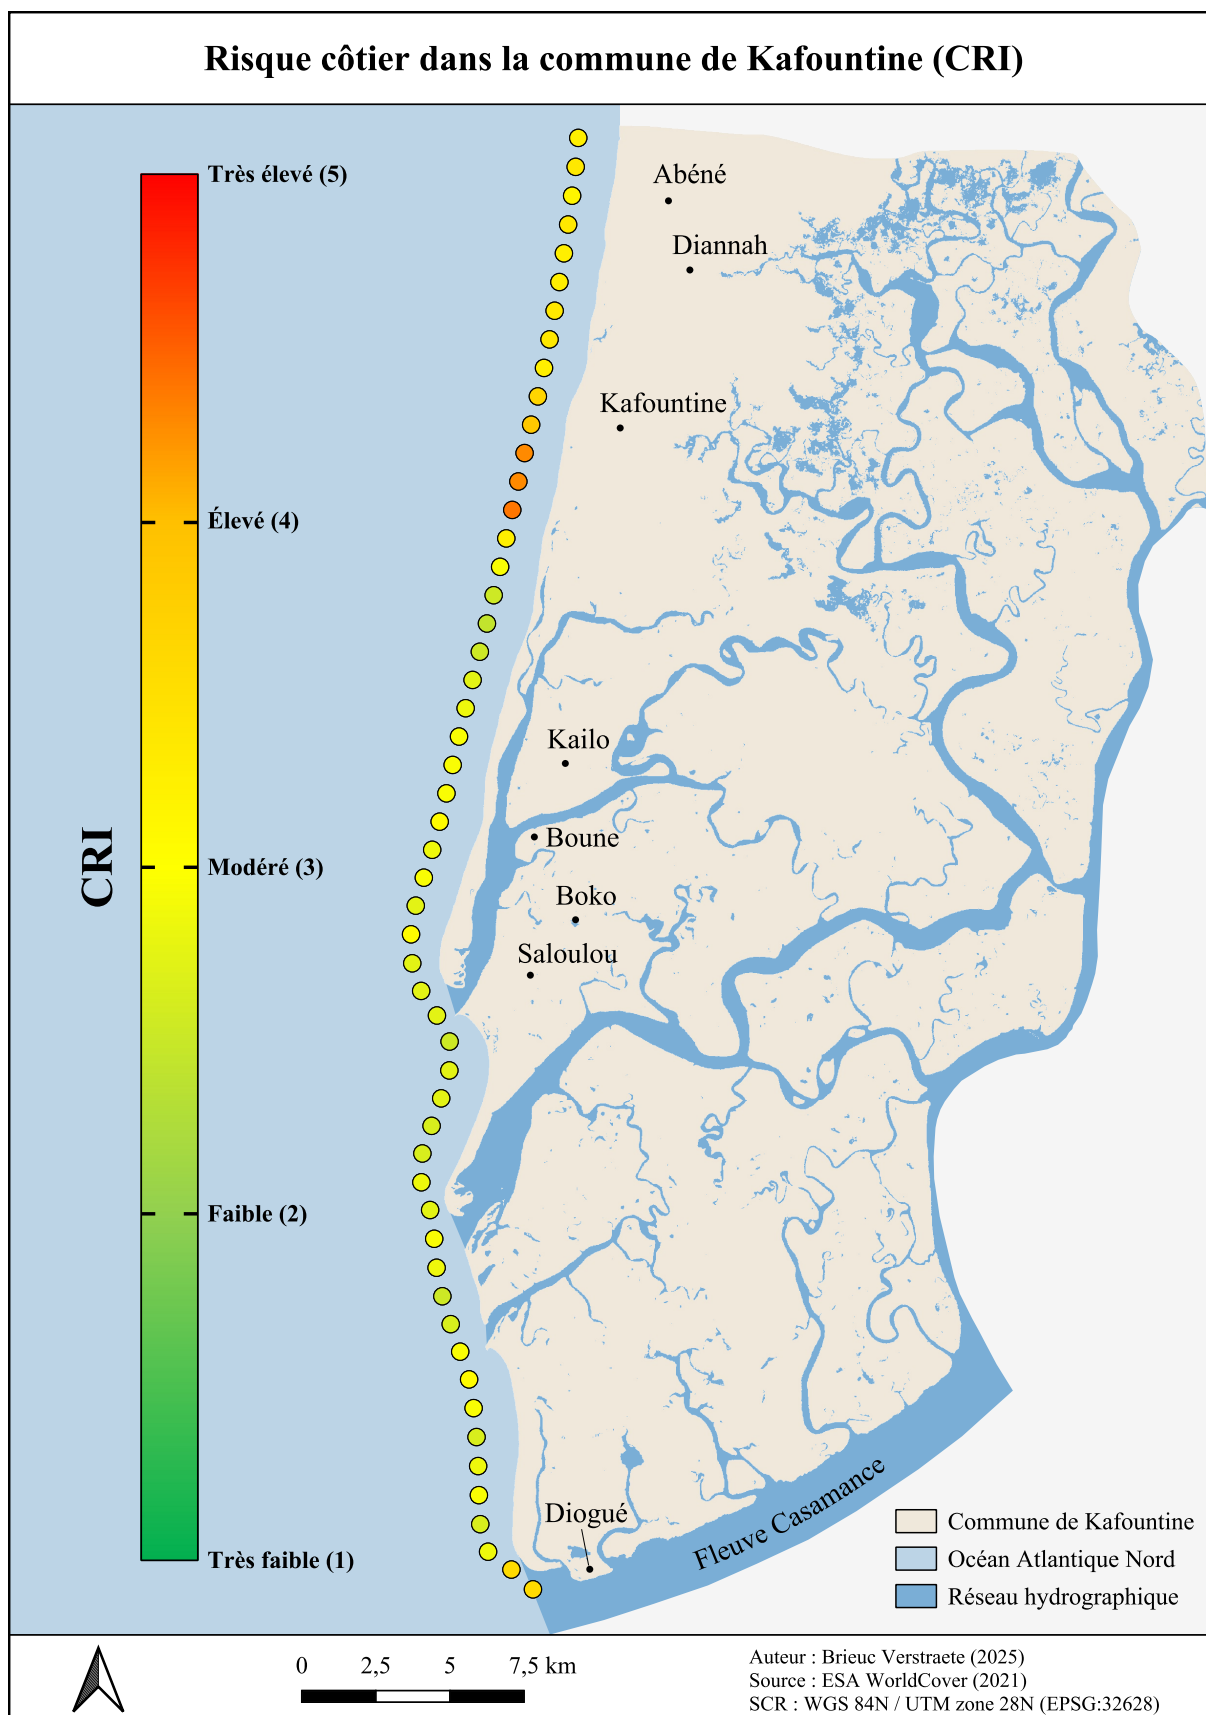 Risque côtier dans la commune de Kafountine (CRI)
Très élevé (5)
Élevé (4)
Modéré (3)
Faible (2)
Très faible (1)
CRI
Abéné
Diannah
Kafountine
Kailo
Boune
Boko
Saloulou
Diogué
Fleuve Casamance
Commune de Kafountine
Océan Atlantique Nord
Réseau hydrographique
0 2,5 5 7,5 km
Auteur : Brieuc Verstraete (2025)
Source : ESA WorldCover (2021)
SCR : WGS 84N / UTM zone 28N (EPSG:32628)